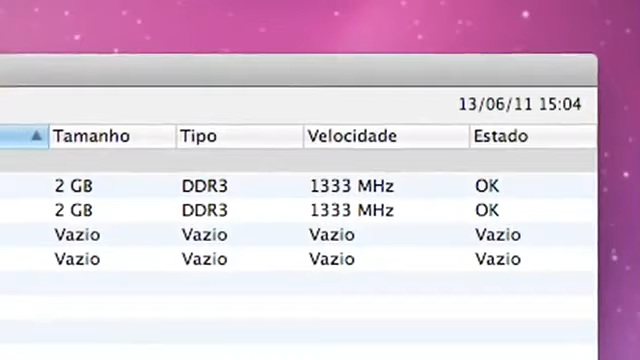 13/06/11 15:04
Tamanho Tipo Velocidade Estado
2 GB DDR3 1333 MHz OK
2 GB DDR3 1333 MHz OK
Vazio Vazio Vazio Vazio
Vazio Vazio Vazio Vazio